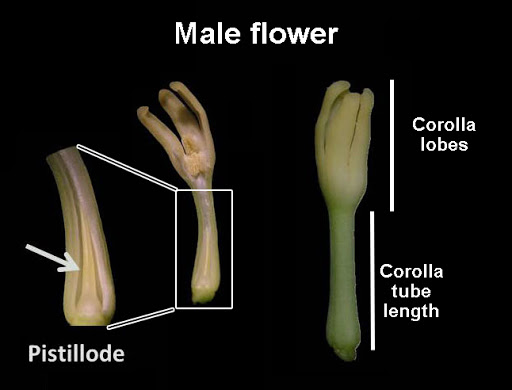 Male flower
Corolla
lobes
Corolla
tube
length
Pistillode